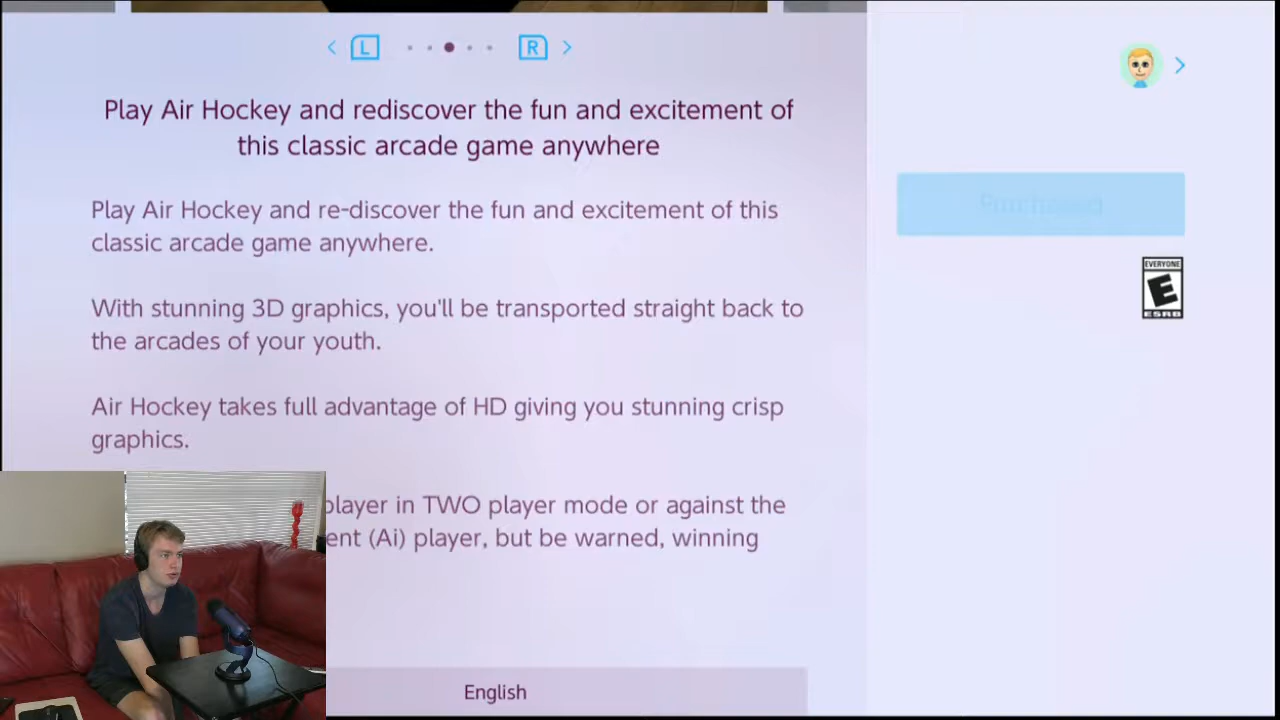 L
R
Play Air Hockey and rediscover the fun and excitement of
this classic arcade game anywhere
Play Air Hockey and re-discover the fun and excitement of this
classic arcade game anywhere.
With stunning 3D graphics, you'll be transported straight back to
the arcades of your youth.
Air Hockey takes full advantage of HD giving you stunning crisp
graphics.
player in TWO player mode or against the
ent (Ai) player, but be warned, winning
English
Purchased
EVERYONE
E
ESRB